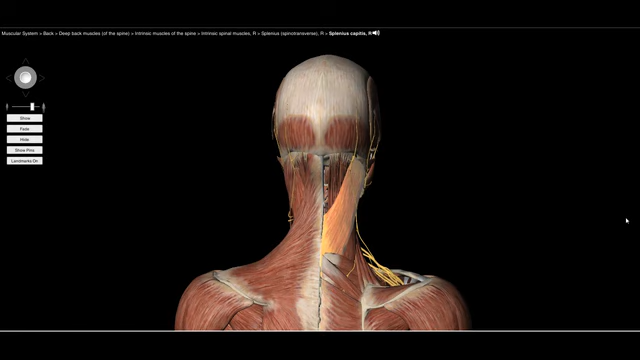 Muscular System > Back > Deep back muscles (of the spine) > Intrinsic muscles of the spine > Intrinsic spinal muscles, R > Splenius (spinotransverse), R > Splenius capitis, R
Show
Fade
Hide
Show Pins
Landmarks On